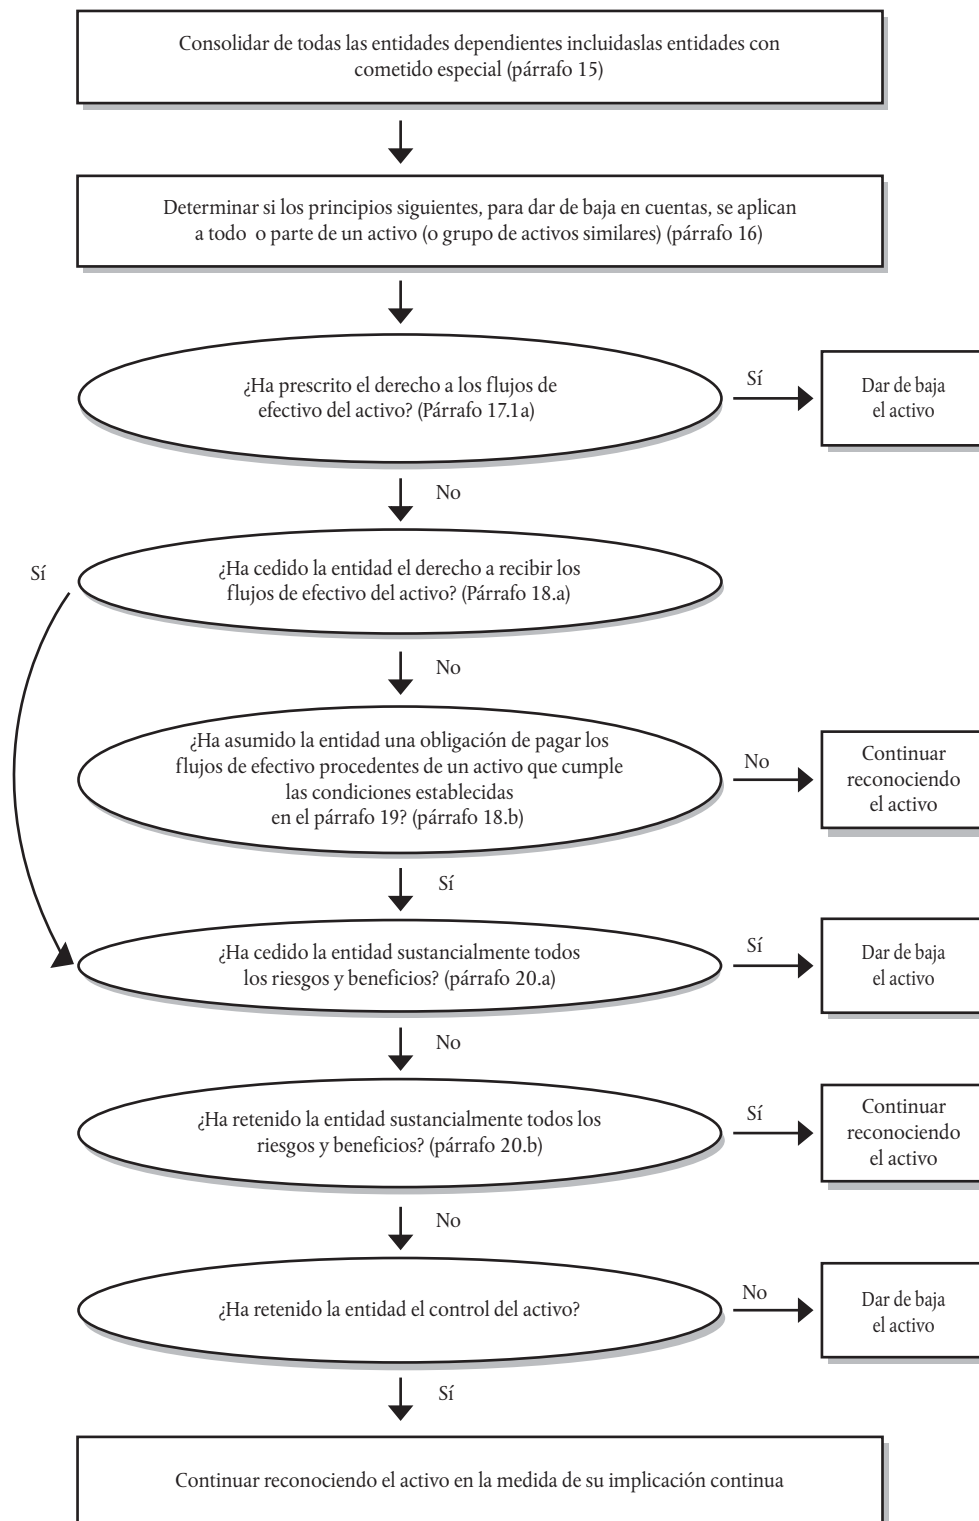 Consolidar de todas las entidades dependientes incluidaslas entidades con
cometido especial (párrafo 15)
Determinar si los principios siguientes, para dar de baja en cuentas, se aplican
a todo o parte de un activo (o grupo de activos similares) (párrafo 16)
¿Ha prescrito el derecho a los flujos de
efectivo del activo? (Párrafo 17.1a)
Sí
Dar de baja
el activo
No
¿Ha cedido la entidad el derecho a recibir los
flujos de efectivo del activo? (Párrafo 18.a)
Sí
No
¿Ha asumido la entidad una obligación de pagar los
flujos de efectivo procedentes de un activo que cumple
las condiciones establecidas
en el párrafo 19? (párrafo 18.b)
No
Continuar
reconociendo
el activo
Sí
¿Ha cedido la entidad sustancialmente todos
los riesgos y beneficios? (párrafo 20.a)
Sí
Dar de baja
el activo
No
¿Ha retenido la entidad sustancialmente todos los
riesgos y beneficios? (párrafo 20.b)
Sí
Continuar
reconociendo
el activo
No
¿Ha retenido la entidad el control del activo?
No
Dar de baja
el activo
Sí
Continuar reconociendo el activo en la medida de su implicación continua